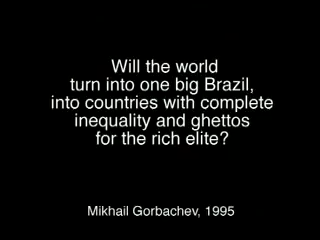 Will the world
turn into one big Brazil,
into countries with complete
inequality and ghettos
for the rich elite?
Mikhail Gorbachev, 1995